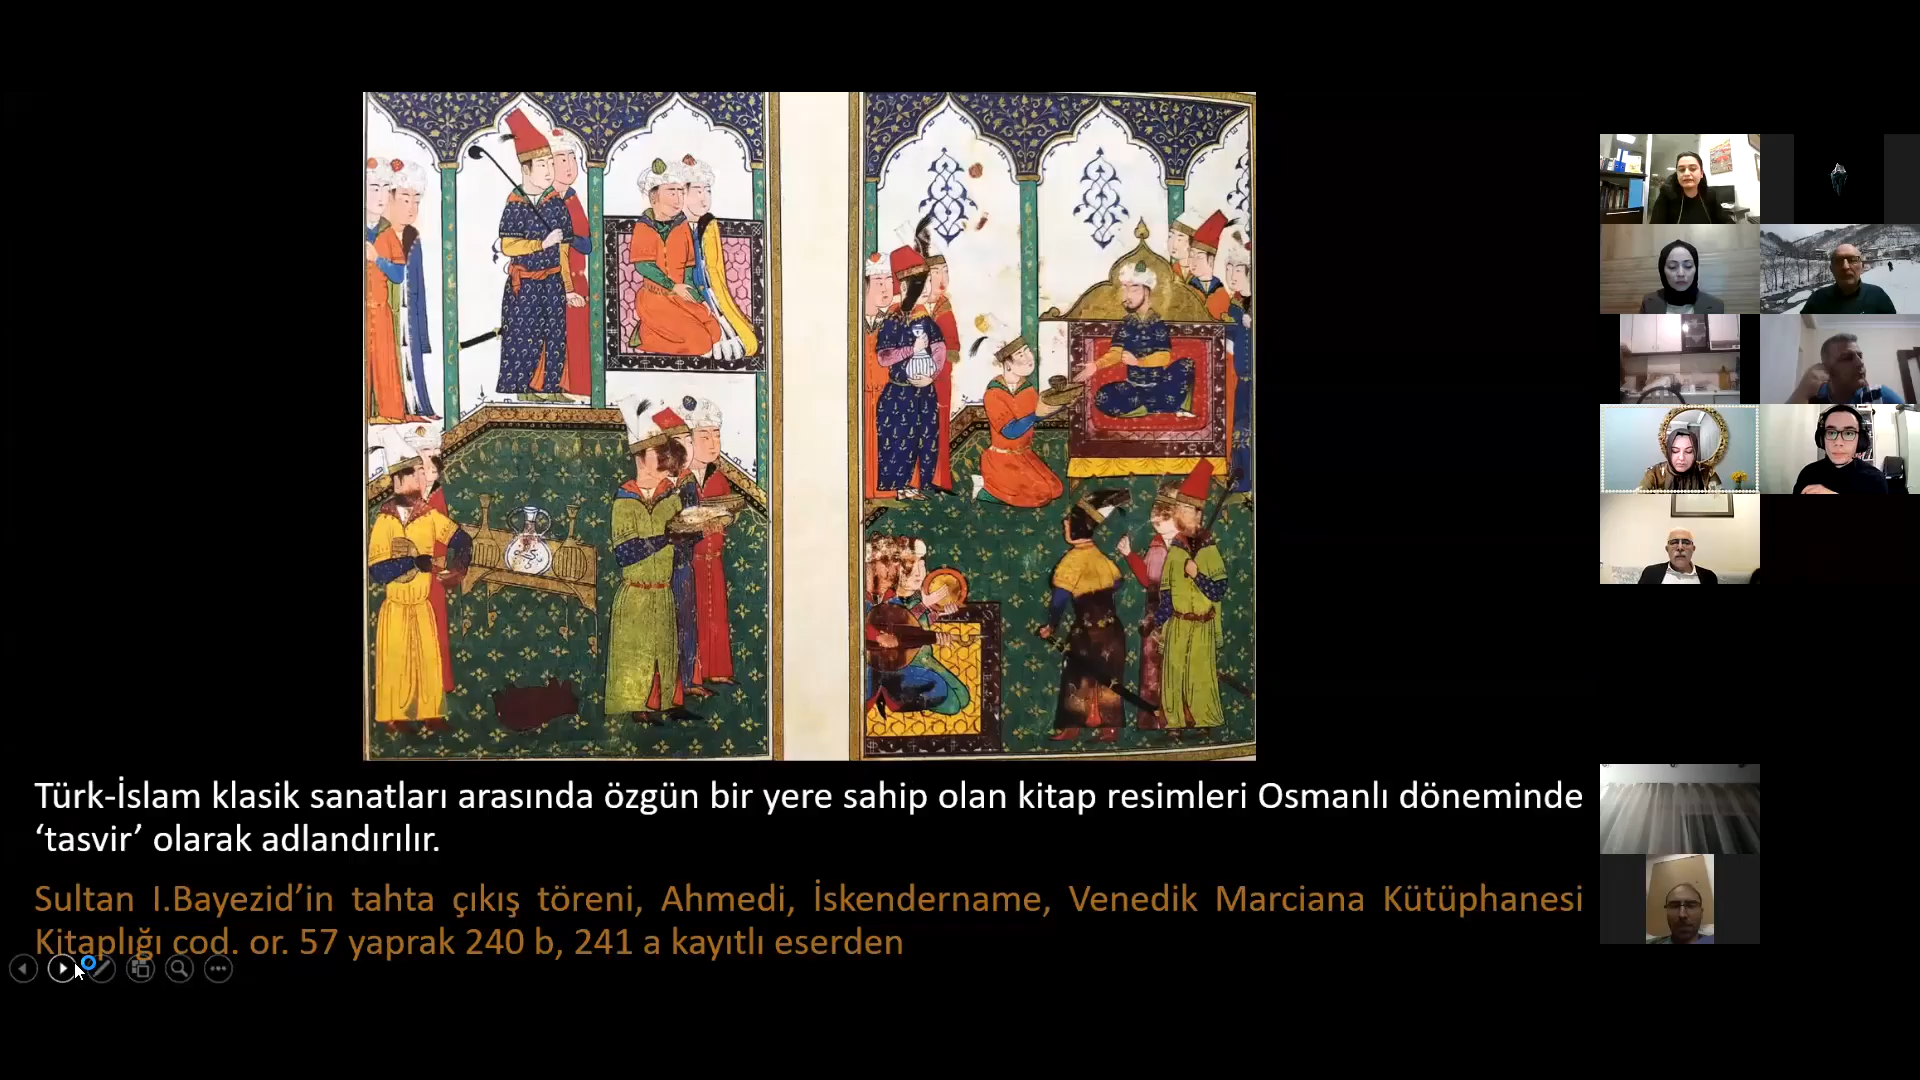 Türk-İslam klasik sanatları arasında özgün bir yere sahip olan kitap resimleri Osmanlı döneminde
‘tasvir’ olarak adlandırılır.
Sultan I.Bayezid’in tahta çıkış töreni, Ahmedi, İskendername, Venedik Marciana Kütüphanesi
Kitaplığı cod. or. 57 yaprak 240 b, 241 a kayıtlı eserden